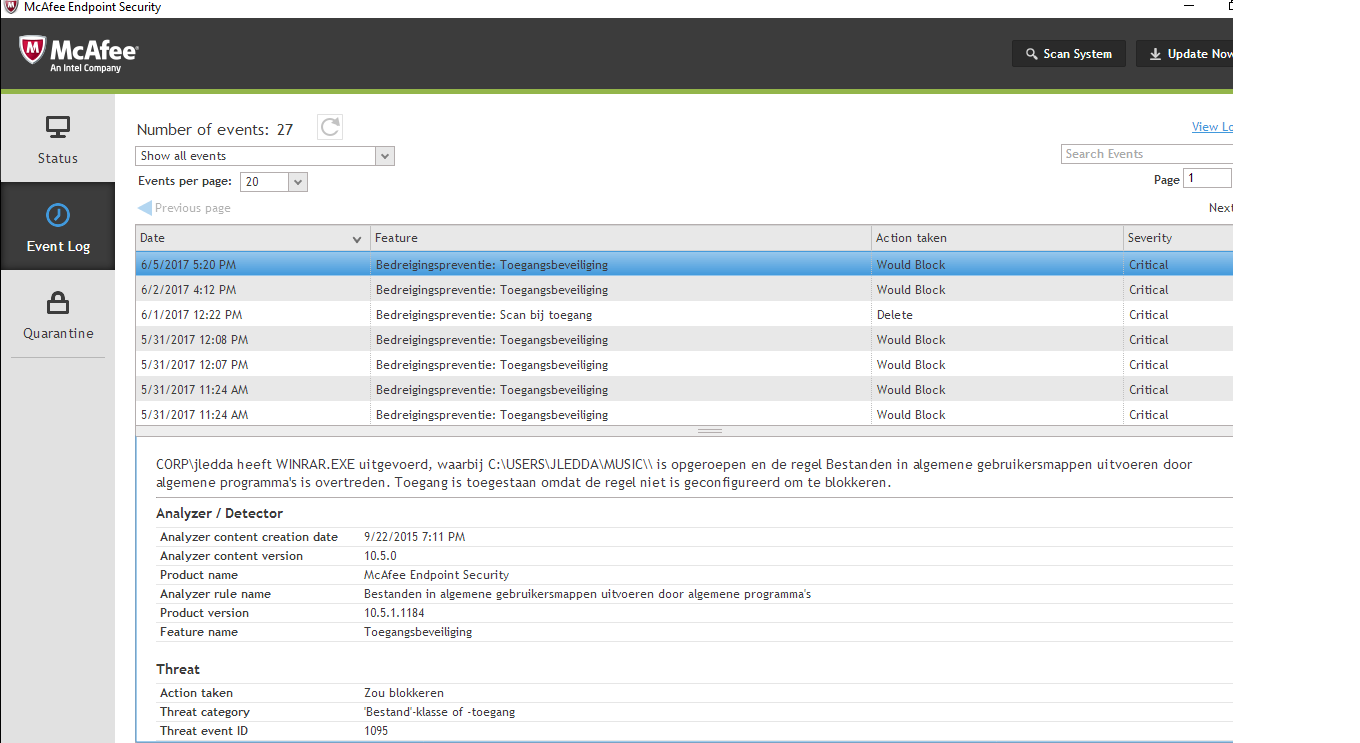 McAfee Endpoint Security
McAfee
An Intel Company
Scan System
Update Now
Status
Event Log
Quarantine
Number of events: 27
View Lo
Show all events
Search Events
Events per page: 20
Page 1
Previous page
Next
Date Feature Action taken Severity
6/5/2017 5:20 PM Bedreigingspreventie: Toegangsbeveiliging Would Block Critical
6/2/2017 4:12 PM Bedreigingspreventie: Toegangsbeveiliging Would Block Critical
6/1/2017 12:22 PM Bedreigingspreventie: Scan bij toegang Delete Critical
5/31/2017 12:08 PM Bedreigingspreventie: Toegangsbeveiliging Would Block Critical
5/31/2017 12:07 PM Bedreigingspreventie: Toegangsbeveiliging Would Block Critical
5/31/2017 11:24 AM Bedreigingspreventie: Toegangsbeveiliging Would Block Critical
5/31/2017 11:24 AM Bedreigingspreventie: Toegangsbeveiliging Would Block Critical
CORP\jledda heeft WINRAR.EXE uitgevoerd, waarbij C:\USERS\JLEDDA\MUSIC\\ is opgeroepen en de regel Bestanden in algemene gebruikersmappen uitvoeren door
algemene programma's is overtreden. Toegang is toegestaan omdat de regel niet is geconfigureerd om te blokkeren.
Analyzer / Detector
Analyzer content creation date 9/22/2015 7:11 PM
Analyzer content version 10.5.0
Product name McAfee Endpoint Security
Analyzer rule name Bestanden in algemene gebruikersmappen uitvoeren door algemene programma's
Product version 10.5.1.1184
Feature name Toegangsbeveiliging
Threat
Action taken Zou blokkeren
Threat category 'Bestand'-klasse of -toegang
Threat event ID 1095